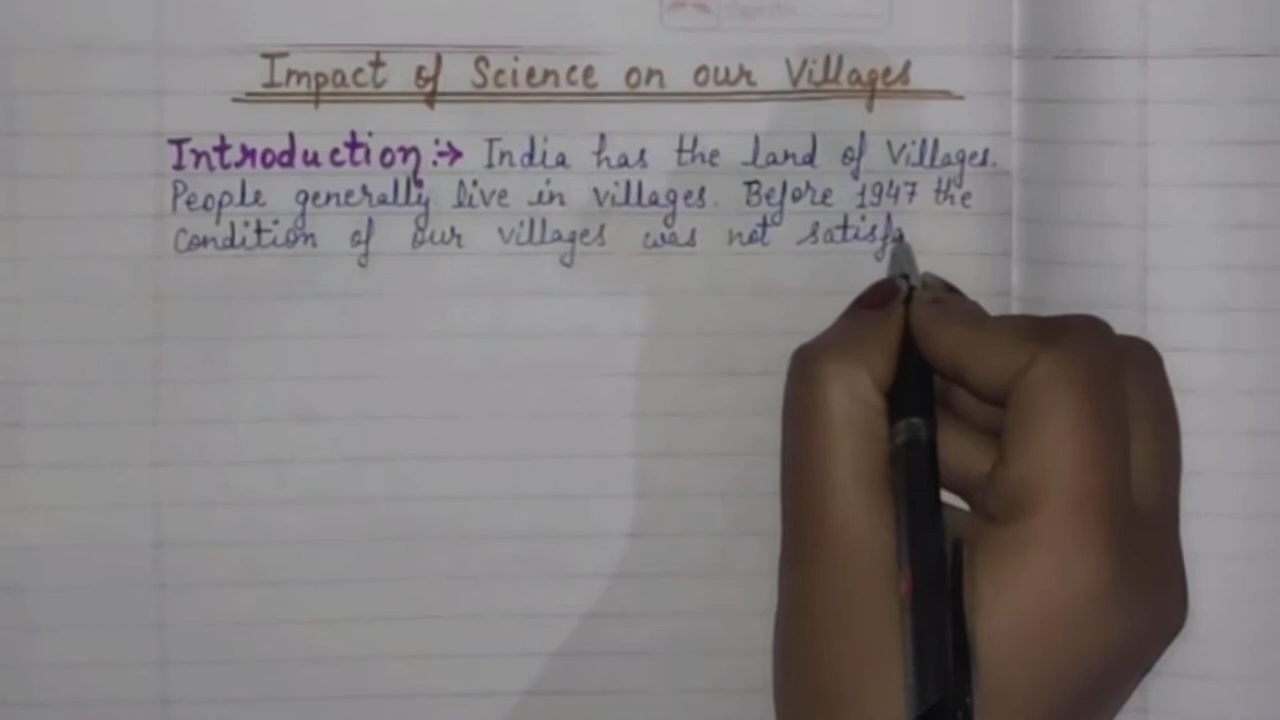 Impact of Science on our Villages
Introduction:→ India has the land of Villages.
People generally live in villages. Before 1947 the
condition of our villages was not satisfa